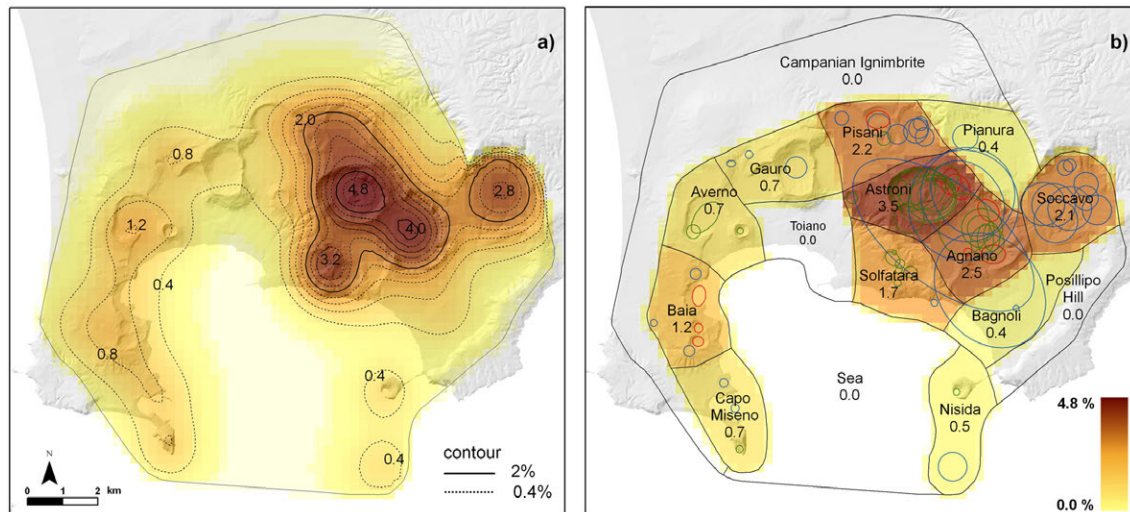 a)
2.0
0.8
4.8
2.8
1.2
4.0
3.2
0.4
0.8
0.4
0.4
contour
2%
0.4%
N
0 1 2 km
b)
Campanian Ignimbrite
0.0
Pisani
2.2
Pianura
0.4
Gauro
0.7
Averno
0.7
Astroni
3.5
Soccavo
2.1
Toiano
0.0
Agnano
2.5
Solfatara
1.7
Posillipo
Hill
0.0
Bagnoli
0.4
Baia
1.2
Sea
0.0
Capo
Miseno
0.7
Nisida
0.5
4.8 %
0.0 %